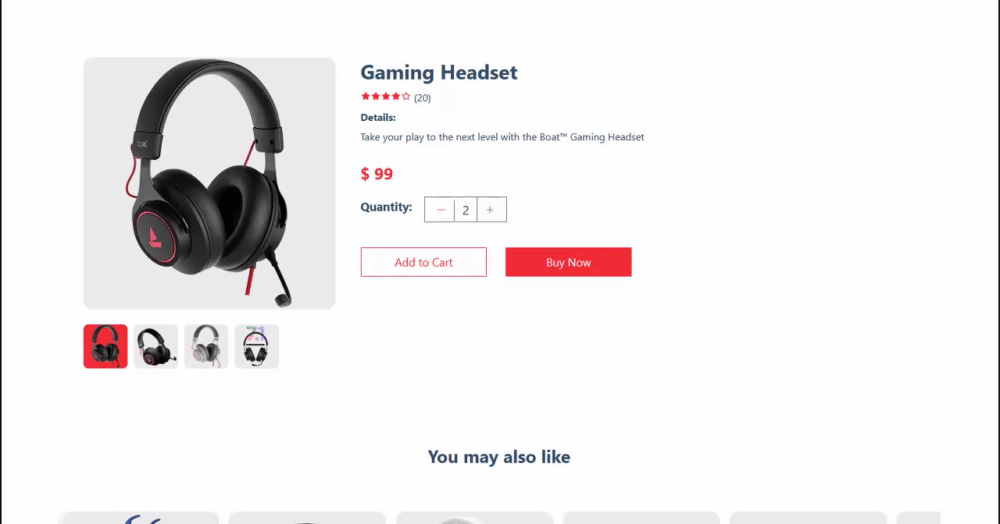 Gaming Headset
(20)
Details:
Take your play to the next level with the Boat™ Gaming Headset
$ 99
Quantity:
− 2 +
Add to Cart
Buy Now
You may also like